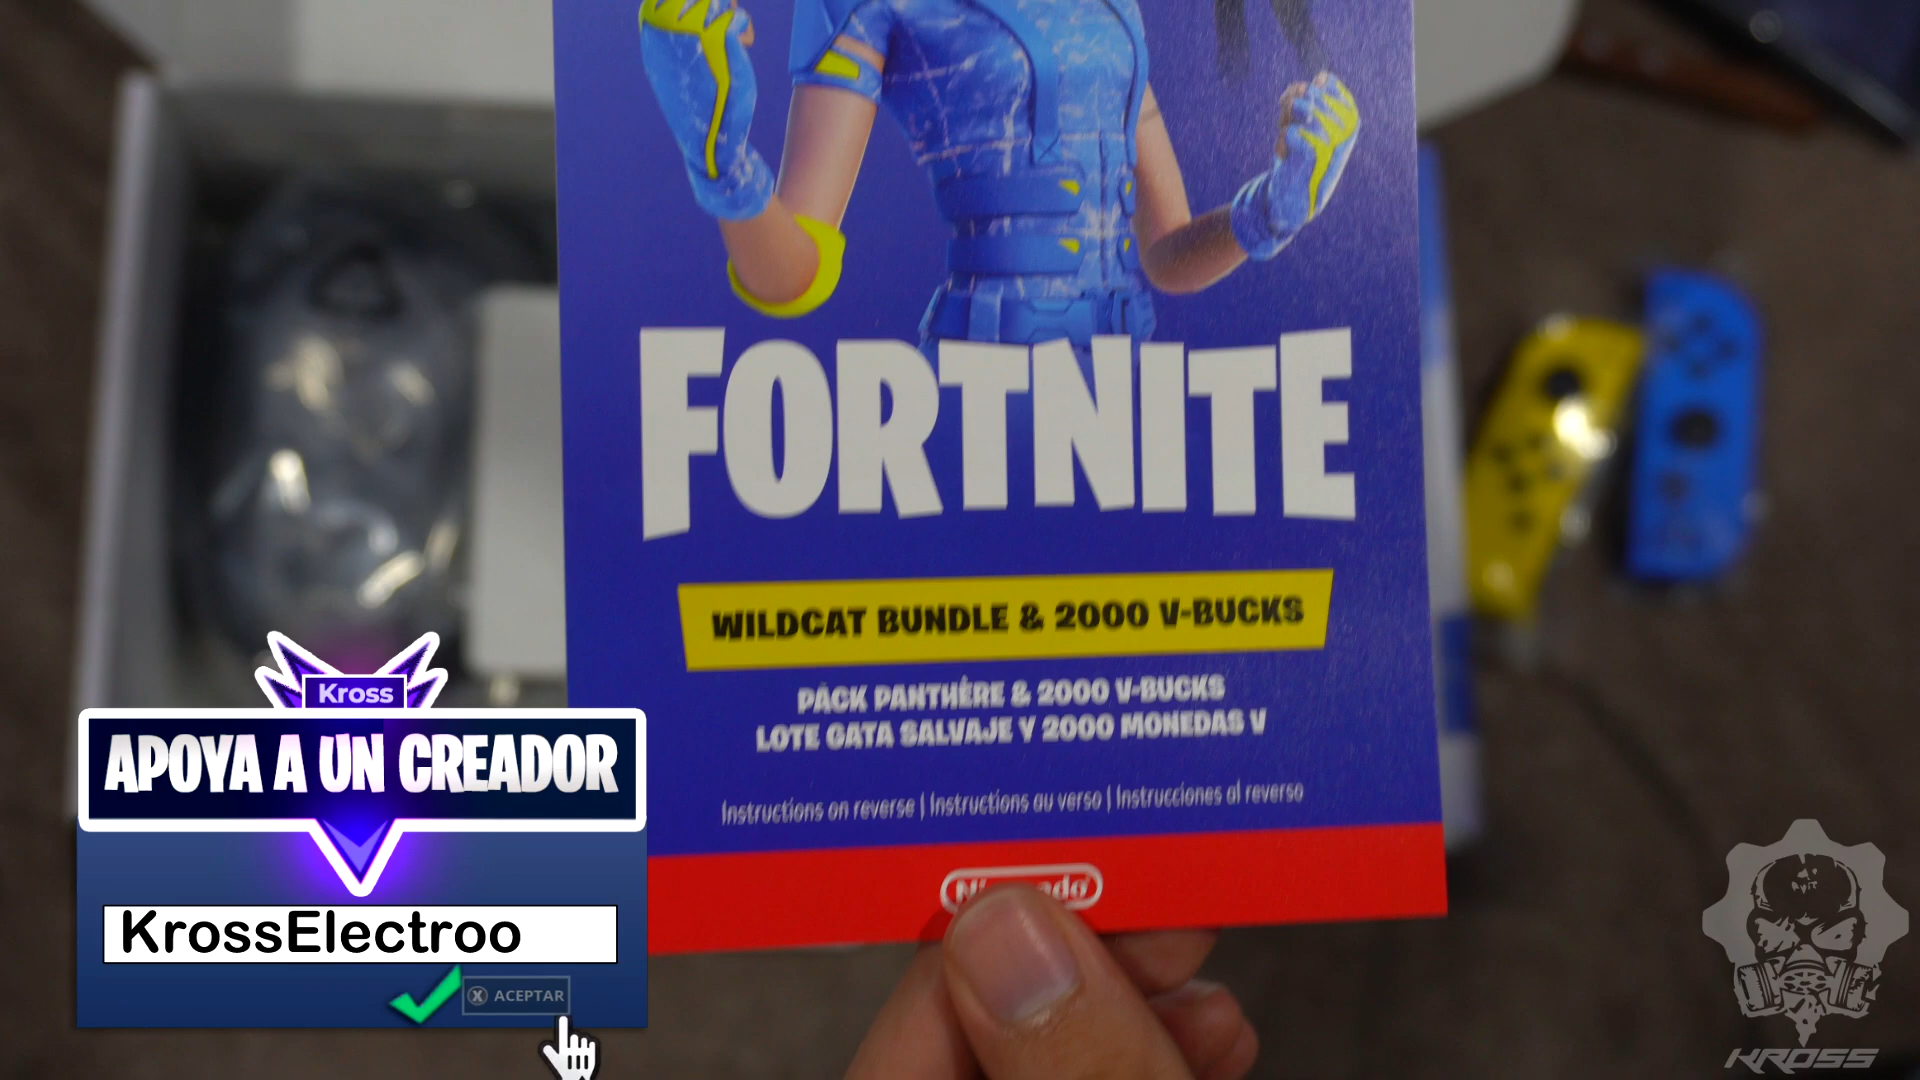 FORTNITE
WILDCAT BUNDLE & 2000 V-BUCKS
PACK PANTHÈRE & 2000 V-BUCKS
LOTE GATA SALVAJE Y 2000 MONEDAS V
Instructions on reverse | Instructions au verso | Instrucciones al reverso
Kross
APOYA A UN CREADOR
KrossElectroo
X ACEPTAR
KROSS